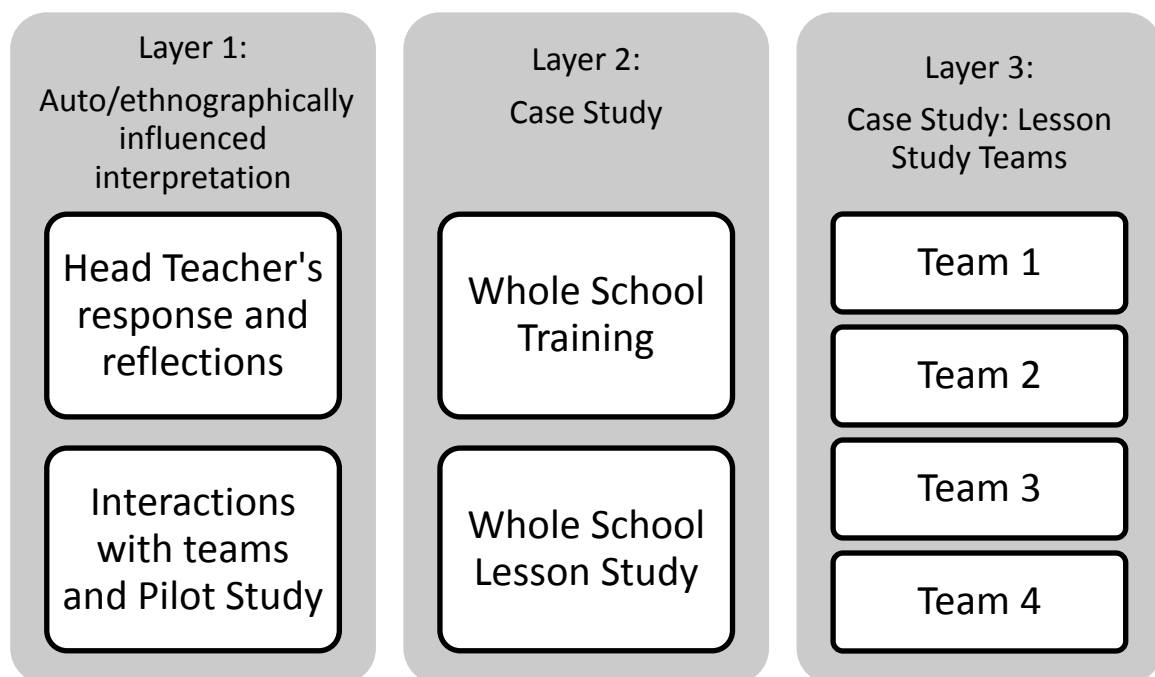 Layer 1:
Auto/ethnographically
influenced
interpretation
Head Teacher's
response and
reflections
Interactions
with teams
and Pilot Study
Layer 2:
Case Study
Whole School
Training
Whole School
Lesson Study
Layer 3:
Case Study: Lesson
Study Teams
Team 1
Team 2
Team 3
Team 4